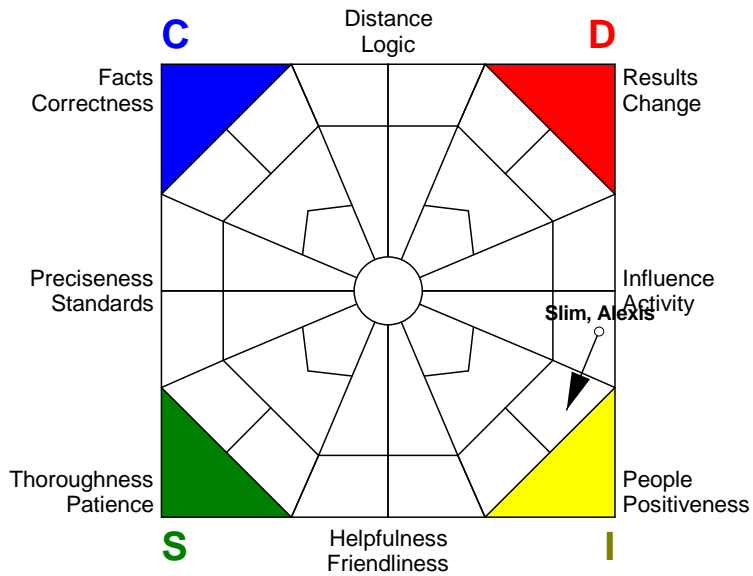 C
Distance
Logic
D
Facts
Correctness
Results
Change
Preciseness
Standards
Influence
Activity
Slim, Alexis
Thoroughness
Patience
People
Positiveness
S
Helpfulness
Friendliness
I